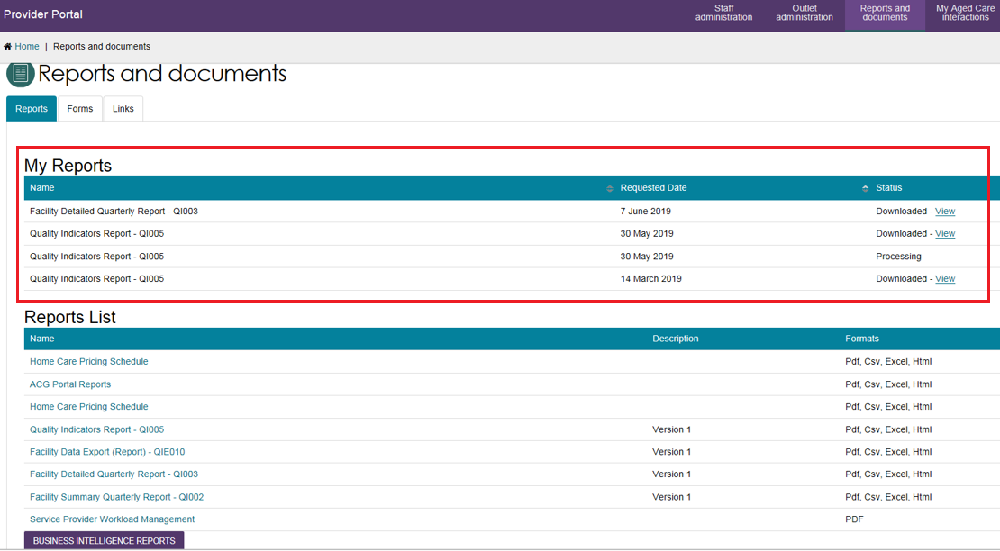 Provider Portal
Staff administration
Outlet administration
Reports and documents
My Aged Care interactions
Home | Reports and documents
Reports and documents
Reports Forms Links
My Reports
Name Requested Date Status
Facility Detailed Quarterly Report - QI003 7 June 2019 Downloaded - View
Quality Indicators Report - QI005 30 May 2019 Downloaded - View
Quality Indicators Report - QI005 30 May 2019 Processing
Quality Indicators Report - QI005 14 March 2019 Downloaded - View
Reports List
Name Description Formats
Home Care Pricing Schedule Pdf, Csv, Excel, Html
ACG Portal Reports Pdf, Csv, Excel, Html
Home Care Pricing Schedule Pdf, Csv, Excel, Html
Quality Indicators Report - QI005 Version 1 Pdf, Csv, Excel, Html
Facility Data Export (Report) - QIE010 Version 1 Pdf, Csv, Excel, Html
Facility Detailed Quarterly Report - QI003 Version 1 Pdf, Csv, Excel, Html
Facility Summary Quarterly Report - QI002 Version 1 Pdf, Csv, Excel, Html
Service Provider Workload Management PDF
BUSINESS INTELLIGENCE REPORTS